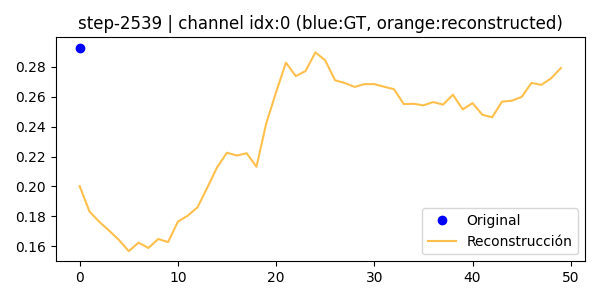 step-2539 | channel idx:0 (blue:GT, orange:reconstructed)
0.28
0.26
0.24
0.22
0.20
0.18
0.16
Original
Reconstrucción
0 10 20 30 40 50